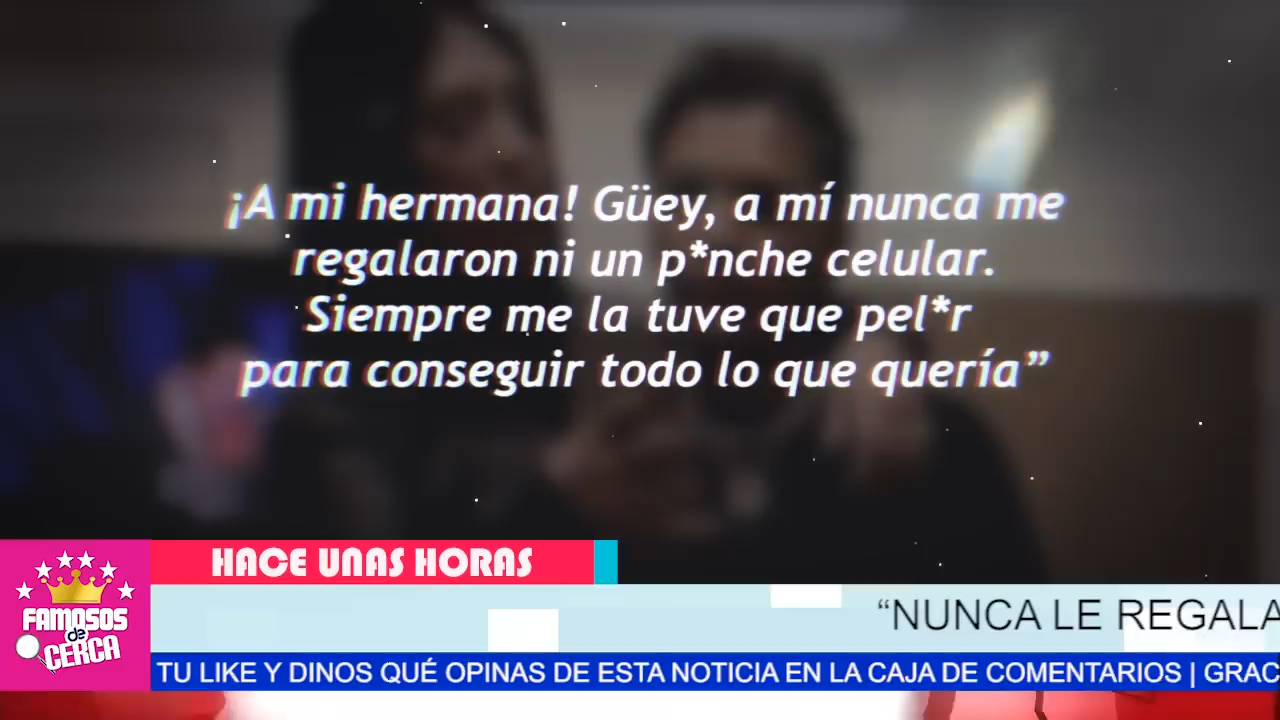 ¡A mi hermana! Güey, a mí nunca me
regalaron ni un p*nche celular.
Siempre me la tuve que pel*r
para conseguir todo lo que quería”
HACE UNAS HORAS
FAMOSOS
de
CERCA
“NUNCA LE REGALA
TU LIKE Y DINOS QUÉ OPINAS DE ESTA NOTICIA EN LA CAJA DE COMENTARIOS | GRAC